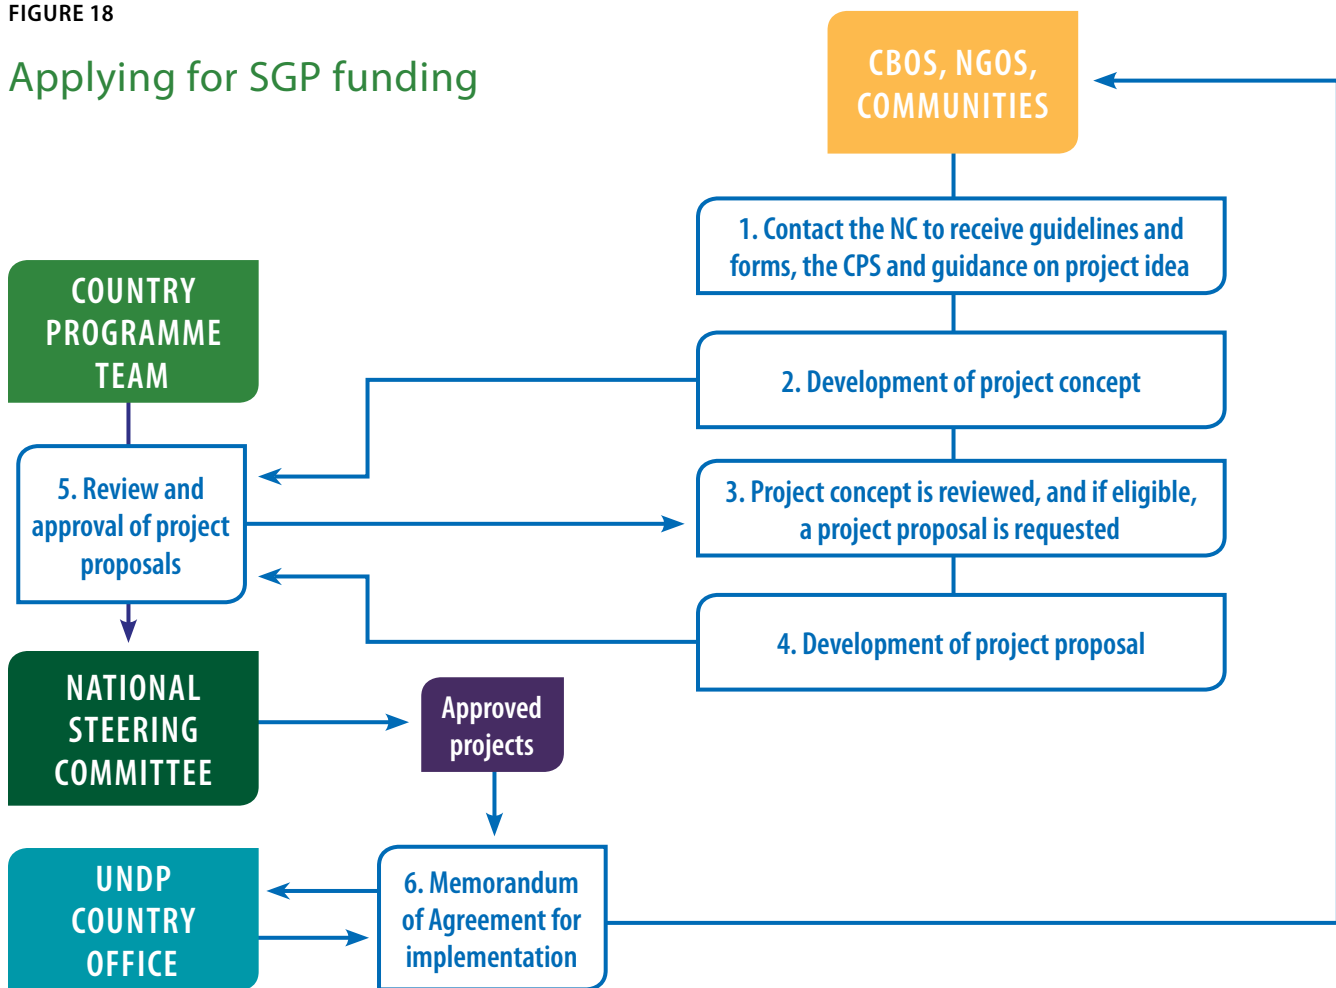 FIGURE 18
Applying for SGP funding
CBOS, NGOS,
COMMUNITIES
1. Contact the NC to receive guidelines and
forms, the CPS and guidance on project idea
COUNTRY
PROGRAMME
TEAM
2. Development of project concept
5. Review and
approval of project
proposals
3. Project concept is reviewed, and if eligible,
a project proposal is requested
4. Development of project proposal
NATIONAL
STEERING
COMMITTEE
Approved
projects
UNDP
COUNTRY
OFFICE
6. Memorandum
of Agreement for
implementation